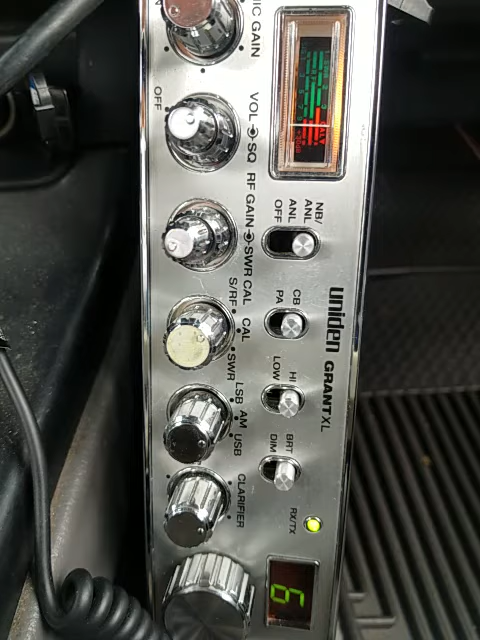 MIC GAIN
OFF
VOL SQ
RF GAIN SWR CAL
S/RF CAL SWR
LSB AM USB
CLARIFIER
NB/
ANL
ANL
OFF
CB
PA
HI
LOW
BRT
DIM
RX/TX
uniden GRANT XL